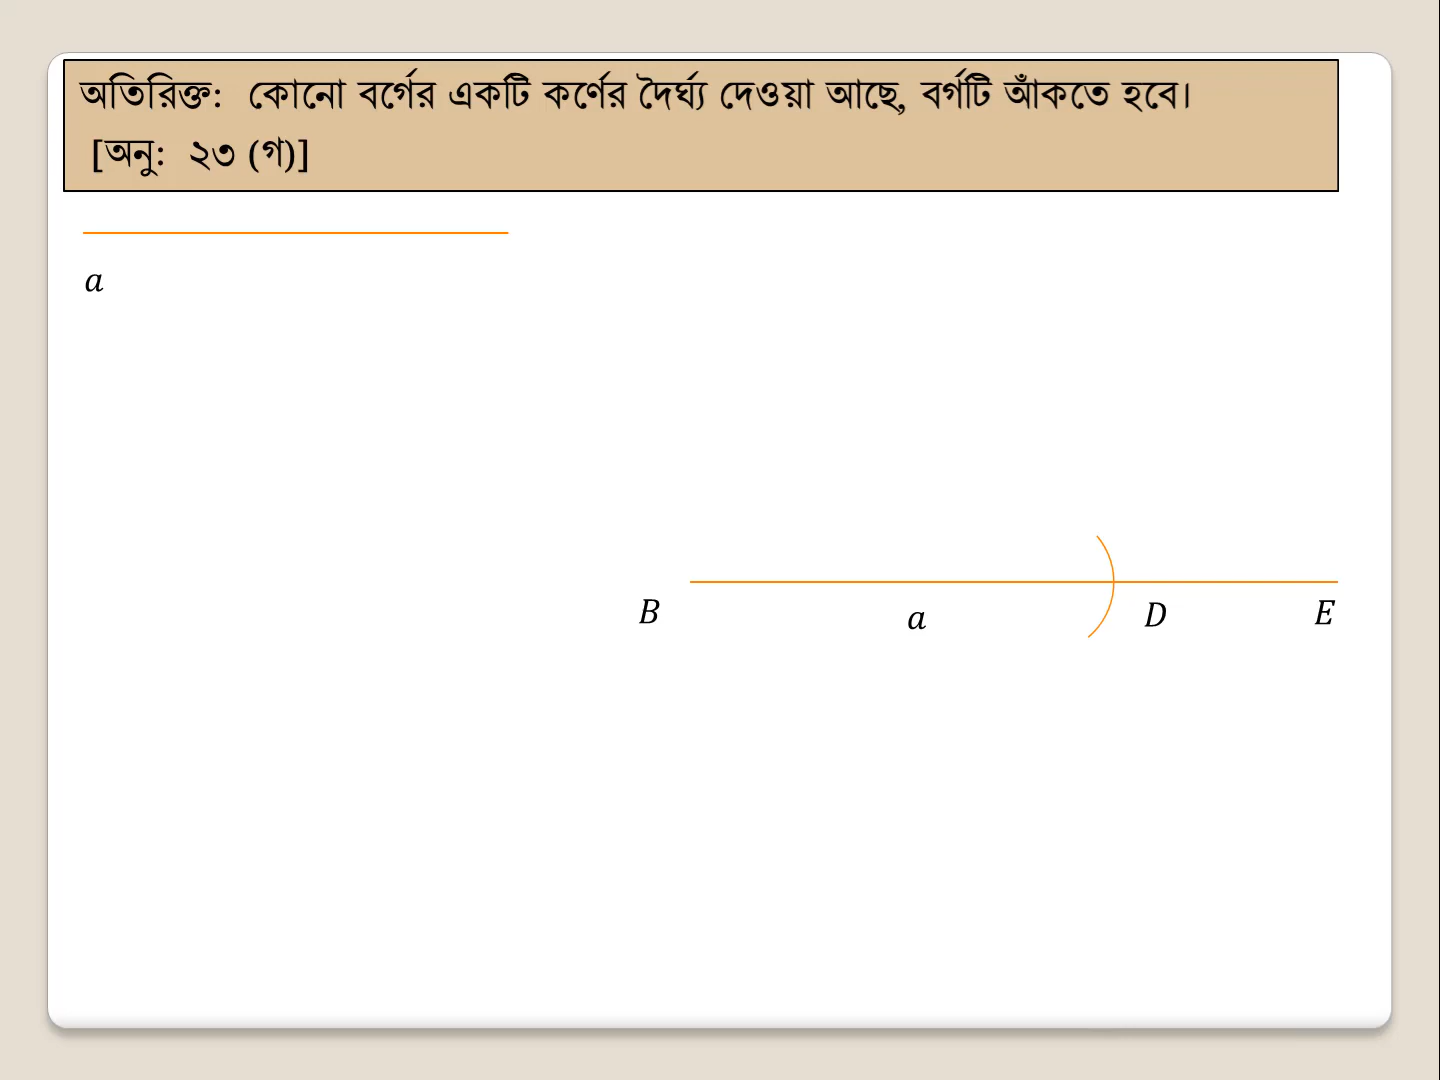 অতিরিক্ত: কোনো বর্গের একটি কর্ণের দৈর্ঘ্য দেওয়া আছে, বর্গটি আঁকতে হবে।
[অনু: ২৩ (গ)]
a
B a D E